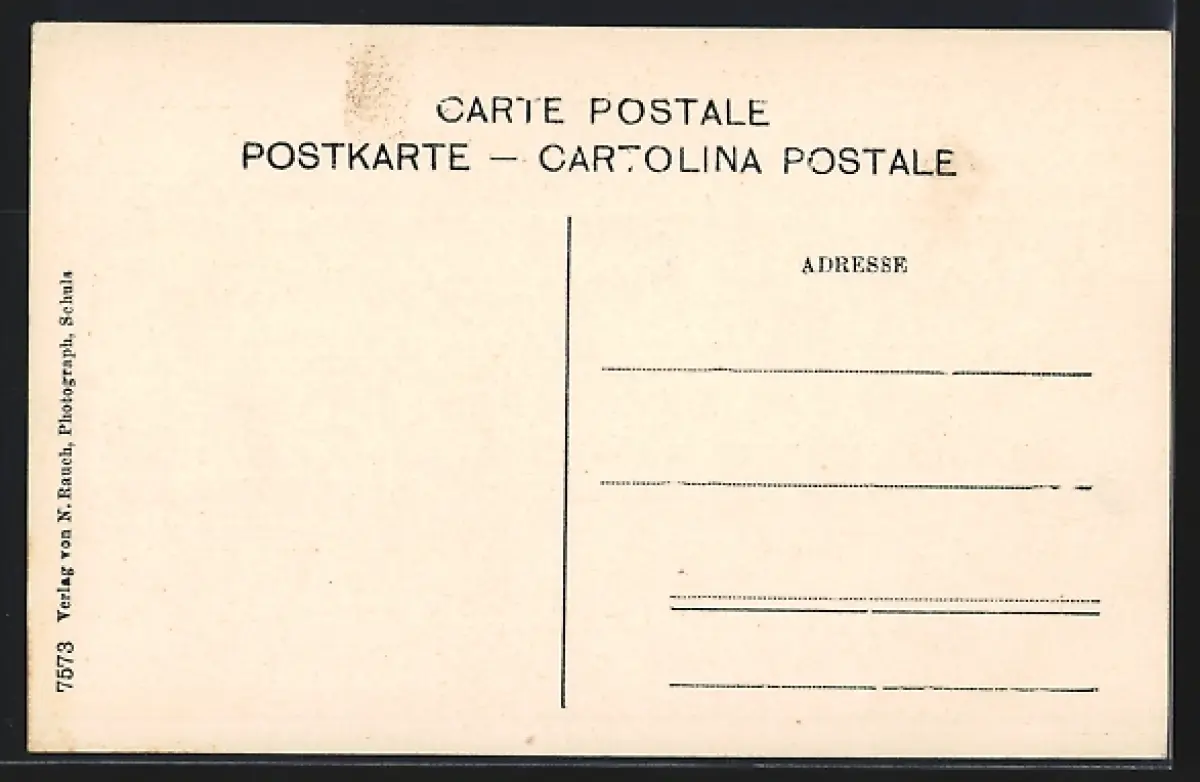 CARTE POSTALE
POSTKARTE — CARTOLINA POSTALE
ADRESSE
7573 Verlag von N. Rauch, Photograph, Schuls